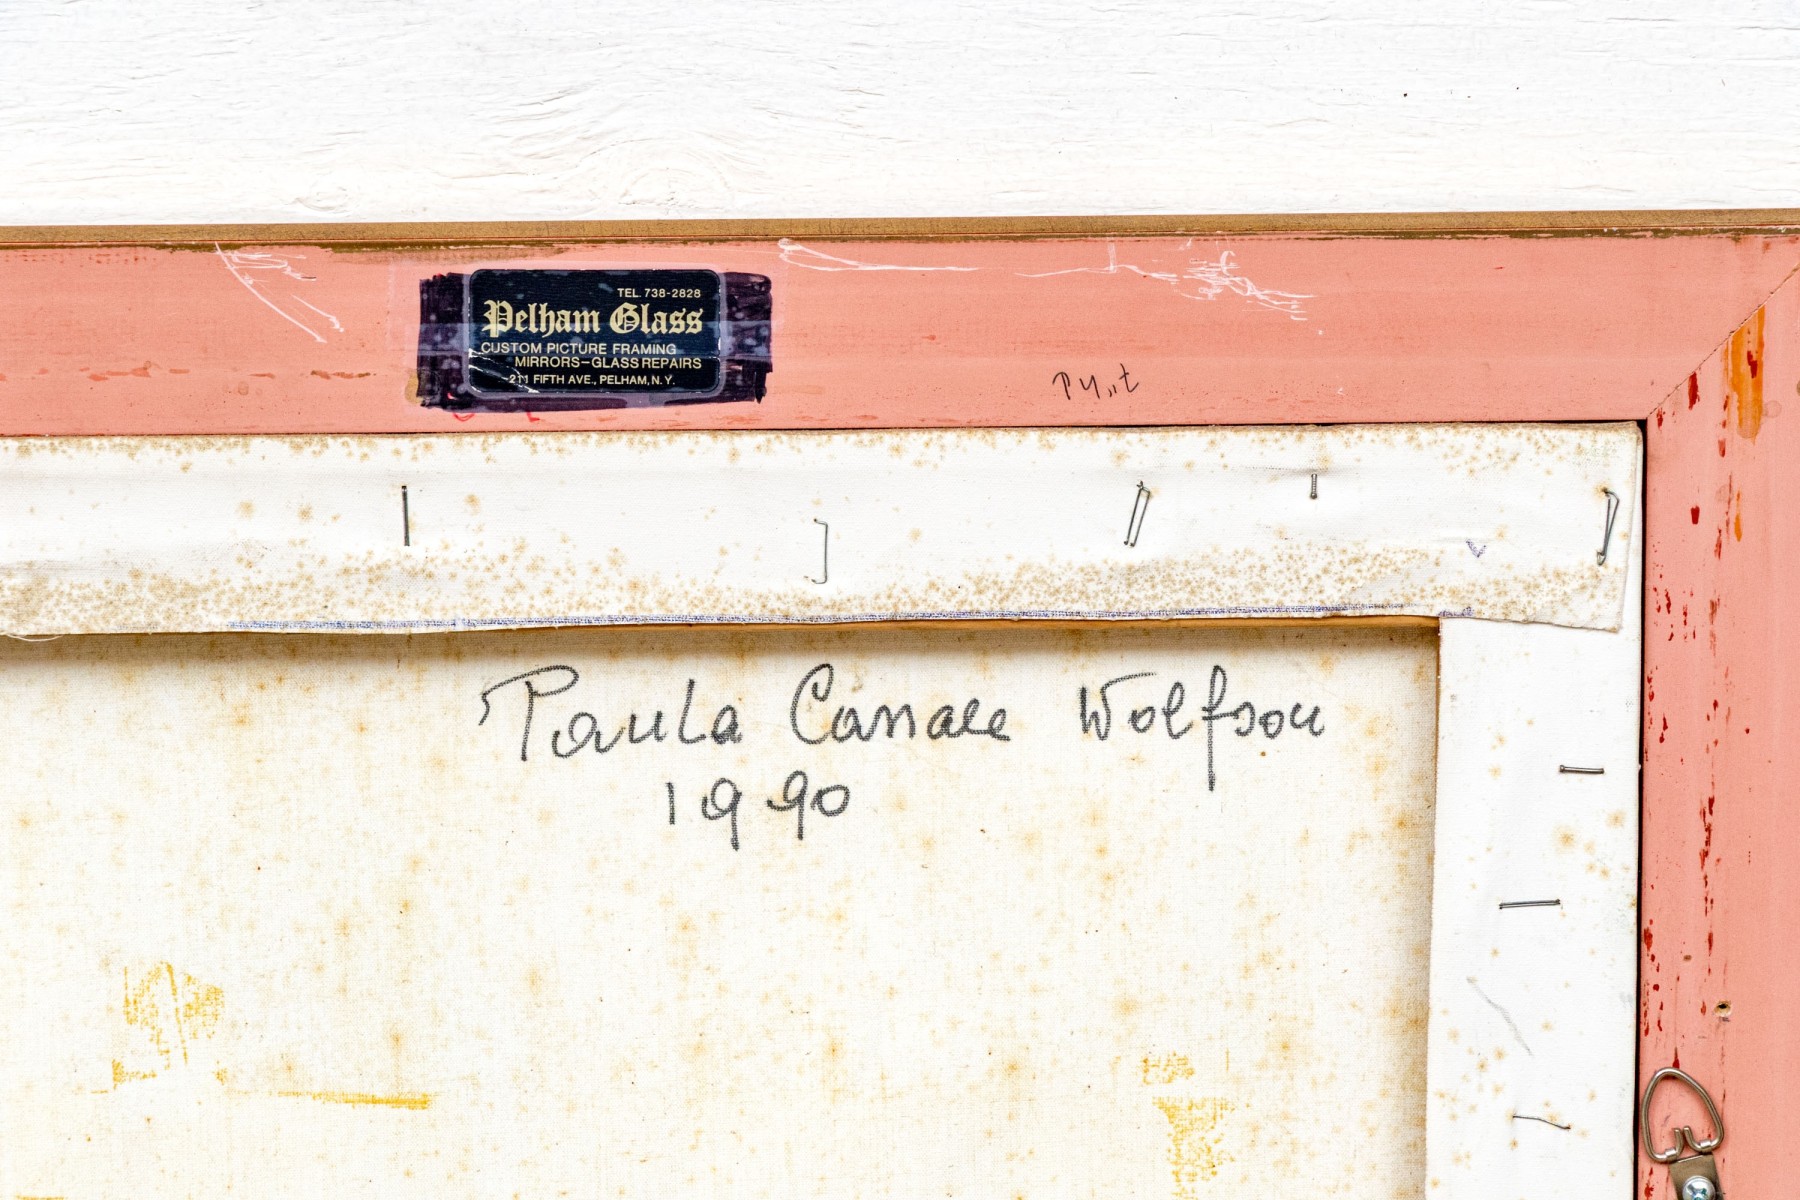 TEL. 738-2828
Pelham Glass
CUSTOM PICTURE FRAMING
MIRRORS-GLASS REPAIRS
211 FIFTH AVE., PELHAM, N.Y.
Paula Canale Wolfson
1990